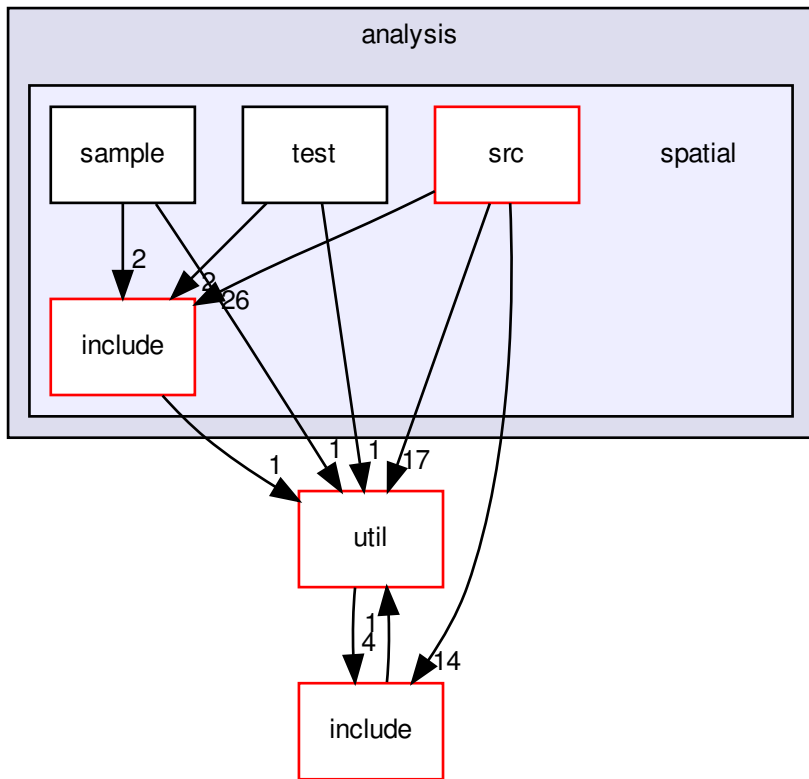 analysis
sample
test
src
spatial
2
2
26
include
1
1
1
17
util
1
4
14
include